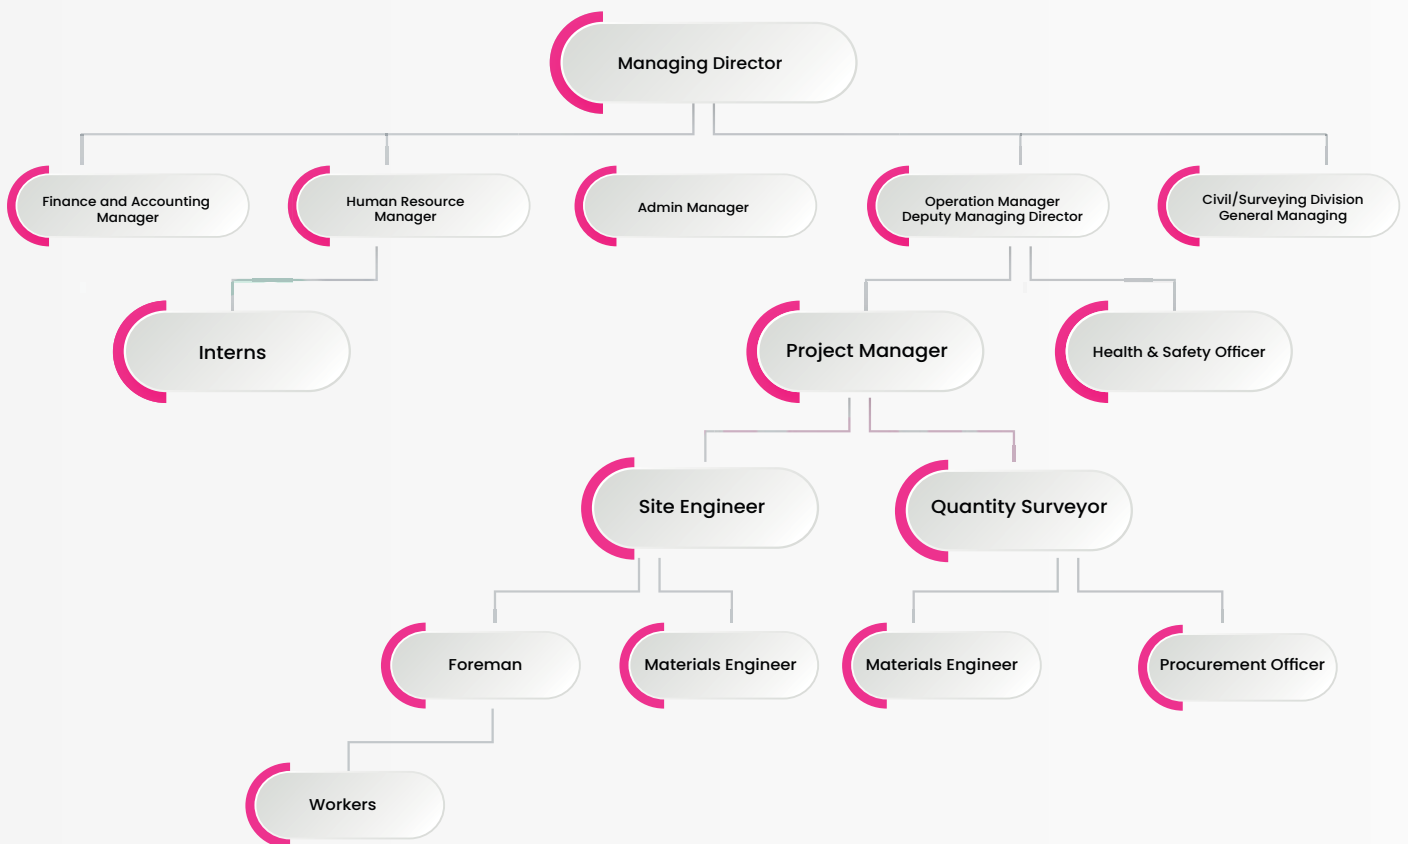 Managing Director
Finance and Accounting
Manager
Human Resource
Manager
Admin Manager
Operation Manager
Deputy Managing Director
Civil/Surveying Division
General Managing
Interns
Project Manager
Health & Safety Officer
Site Engineer
Quantity Surveyor
Foreman
Materials Engineer
Materials Engineer
Procurement Officer
Workers